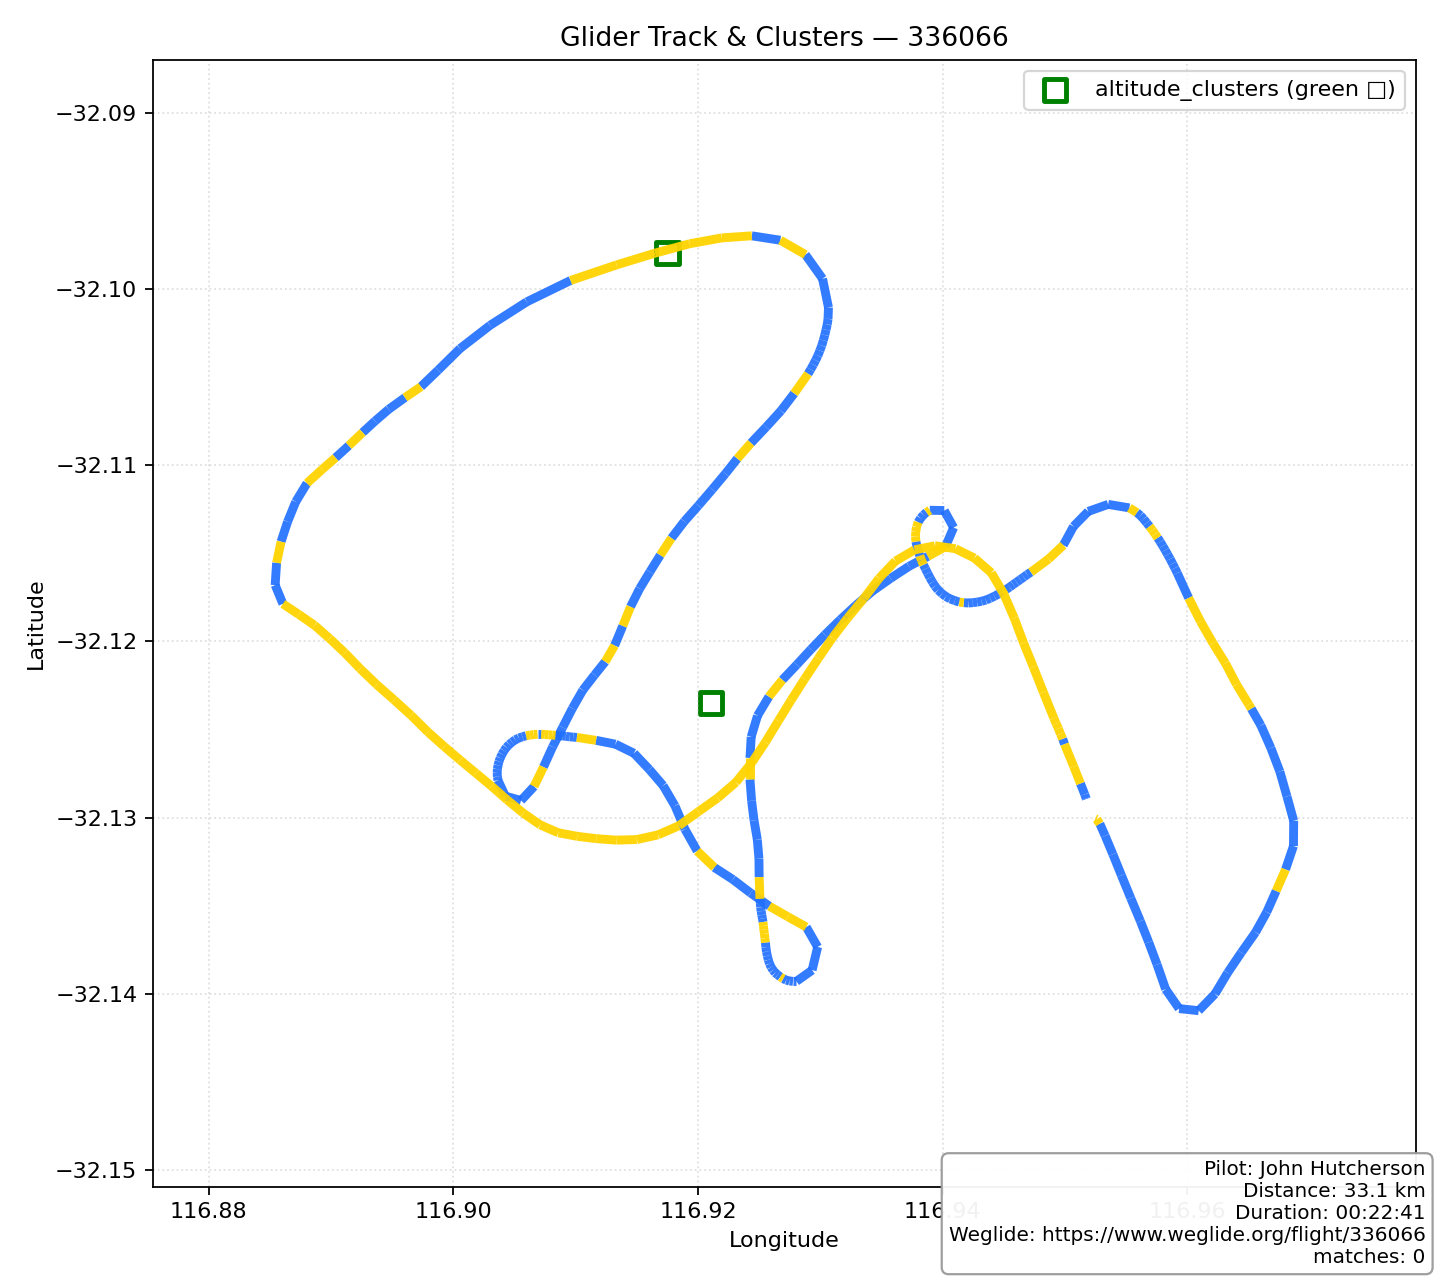 Glider Track & Clusters — 336066
altitude_clusters (green □)
−32.09
−32.10
−32.11
−32.12
−32.13
−32.14
−32.15
Latitude
116.88
116.90
116.92
116.94
116.96
Longitude
Pilot: John Hutcherson
Distance: 33.1 km
Duration: 00:22:41
Weglide: https://www.weglide.org/flight/336066
matches: 0